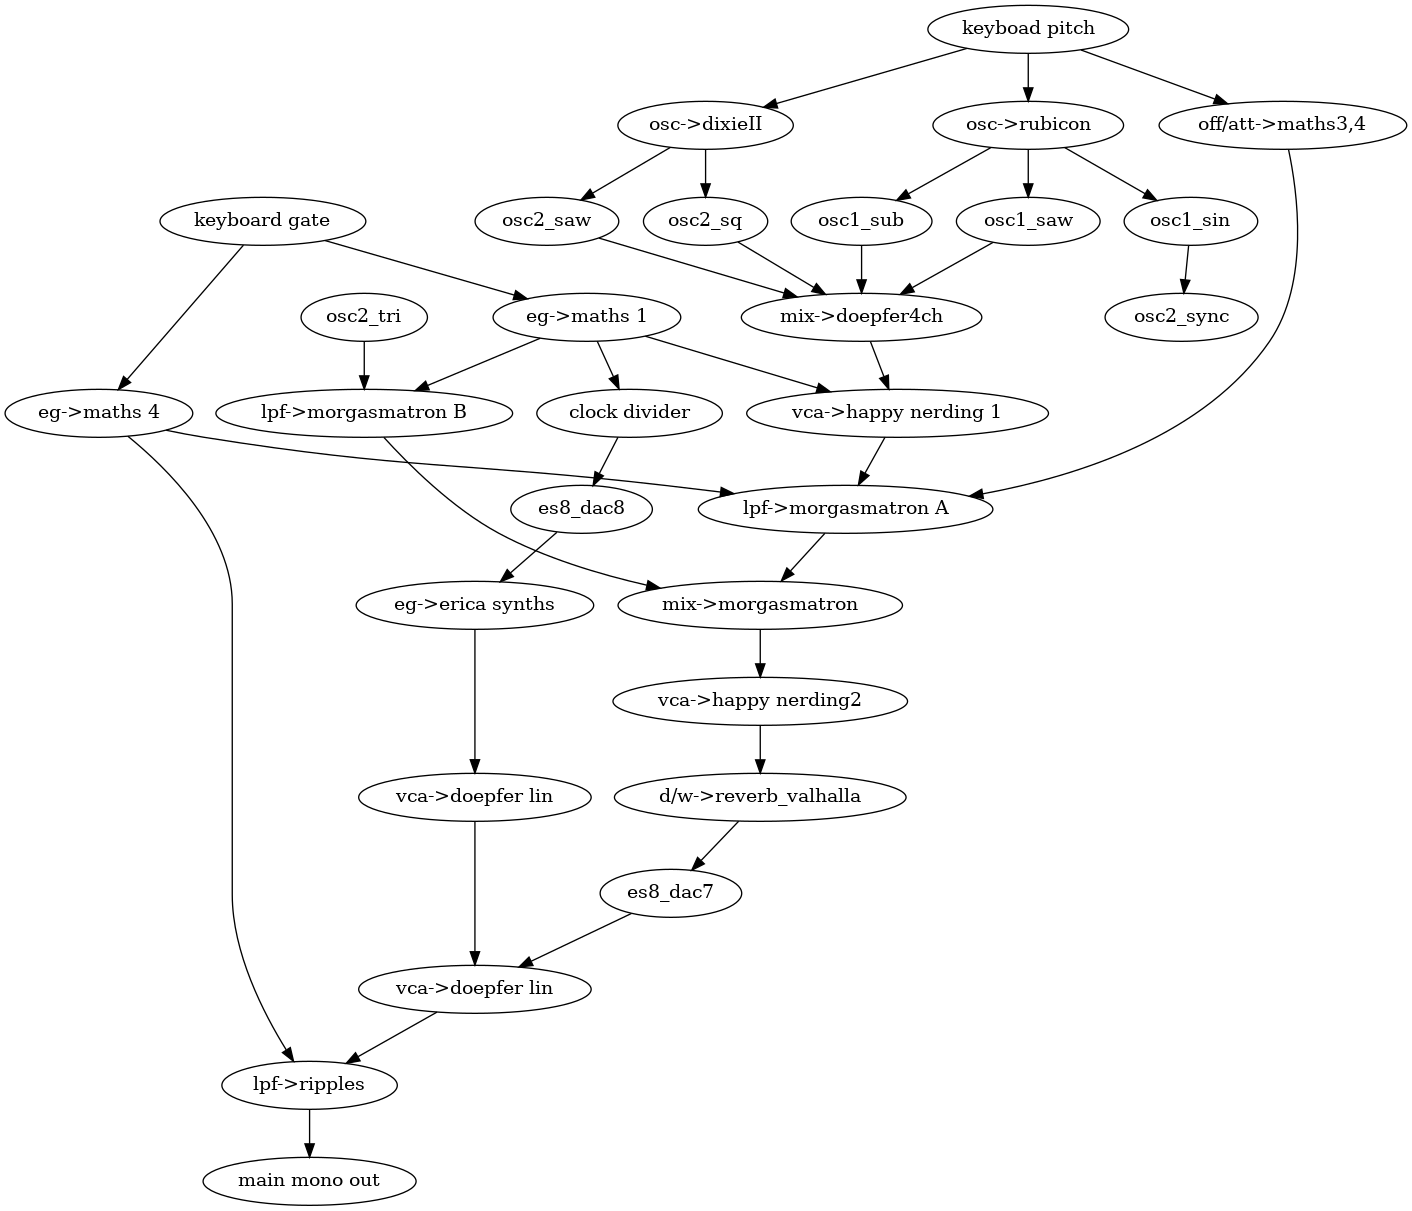 keyboad pitch
osc->dixieII
osc->rubicon
off/att->maths3,4
keyboard gate
osc2_saw
osc2_sq
osc1_sub
osc1_saw
osc1_sin
osc2_tri
eg->maths 1
mix->doepfer4ch
osc2_sync
eg->maths 4
lpf->morgasmatron B
clock divider
vca->happy nerding 1
es8_dac8
lpf->morgasmatron A
eg->erica synths
mix->morgasmatron
vca->happy nerding2
vca->doepfer lin
d/w->reverb_valhalla
es8_dac7
vca->doepfer lin
lpf->ripples
main mono out